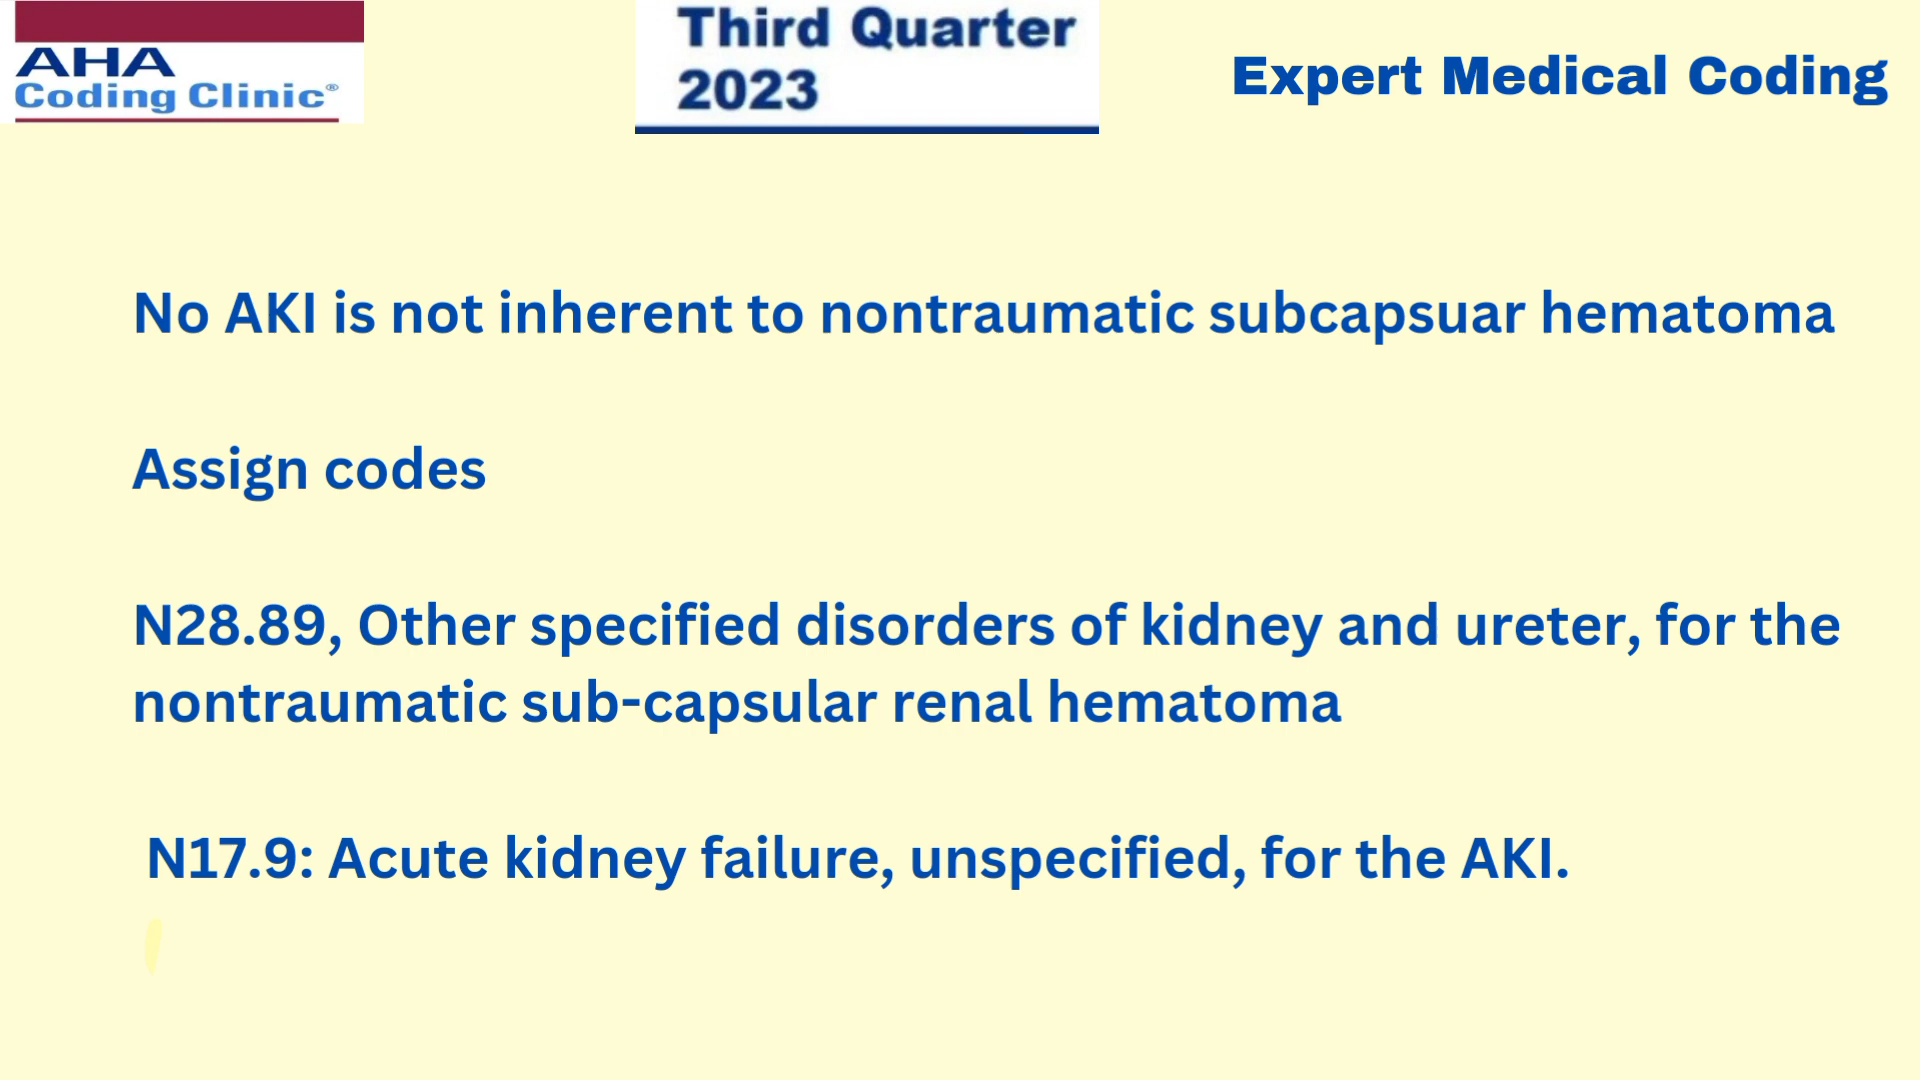 AHA
Coding Clinic®
Third Quarter
2023
Expert Medical Coding
No AKI is not inherent to nontraumatic subcapsuar hematoma
Assign codes
N28.89, Other specified disorders of kidney and ureter, for the
nontraumatic sub-capsular renal hematoma
N17.9: Acute kidney failure, unspecified, for the AKI.